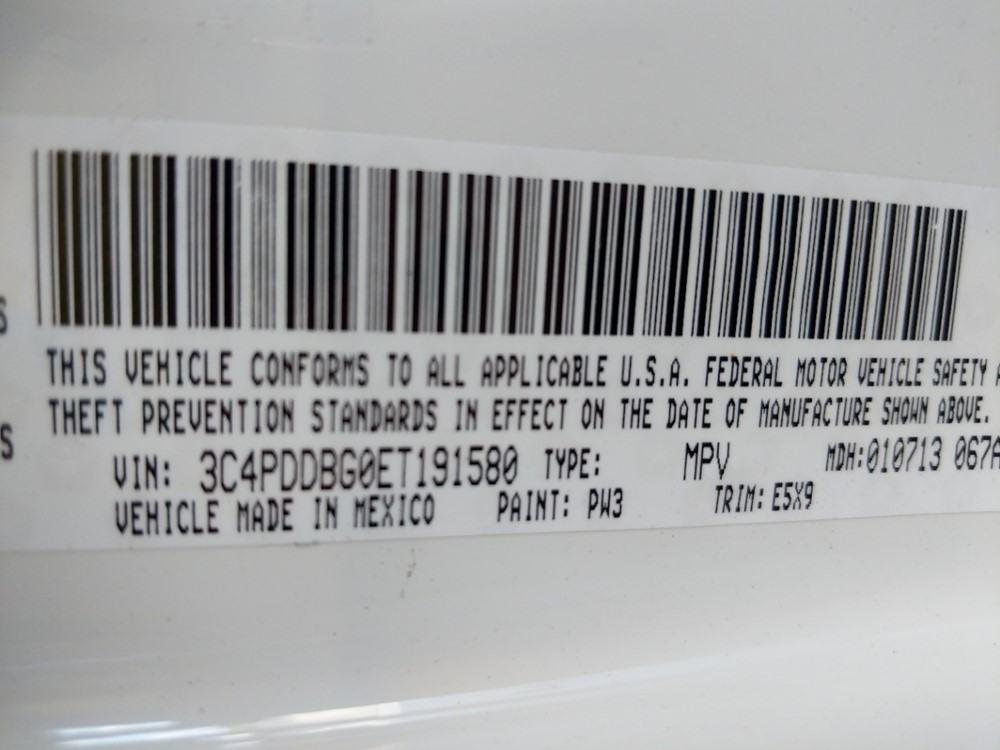 THIS VEHICLE CONFORMS TO ALL APPLICABLE U.S.A. FEDERAL MOTOR VEHICLE SAFETY
THEFT PREVENTION STANDARDS IN EFFECT ON THE DATE OF MANUFACTURE SHOWN ABOVE.
VIN: 3C4PDDBG0ET191580 TYPE: MPV MDH:010713 067A
VEHICLE MADE IN MEXICO PAINT: PW3 TRIM: E5X9